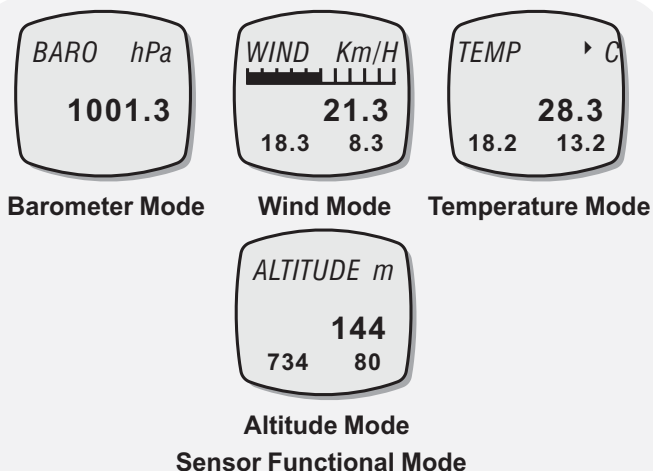 BARO hPa
1001.3
Barometer Mode
WIND Km/H
21.3
18.3 8.3
Wind Mode
TEMP C
28.3
18.2 13.2
Temperature Mode
ALTITUDE m
144
734 80
Altitude Mode
Sensor Functional Mode